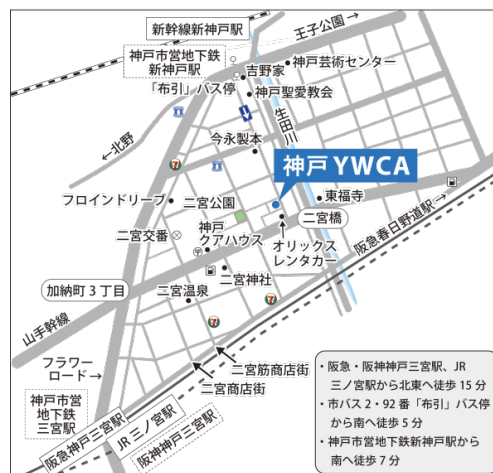 新幹線新神戸駅
神戸市営地下鉄
新神戸駅
王子公園
吉野家
神戸芸術センター
「布引」バス停
神戸聖愛教会
生田川
←北野
今永製本
神戸 YWCA
フロインドリーブ
二宮公園
東福寺
二宮橋
二宮交番
神戸
クアハウス
オリックス
レンタカー
阪急春日野道駅→
加納町 3 丁目
二宮神社
二宮温泉
山手幹線
フラワー
ロード→
二宮筋商店街
二宮商店街
神戸市営
地下鉄
三宮駅
阪急神戸三宮駅
JR 三ノ宮駅
阪神神戸三宮駅
・阪急・阪神神戸三宮駅、JR
三ノ宮駅から北東へ徒歩 15 分
・市バス 2・92 番「布引」バス停
から南へ徒歩 5 分
・神戸市営地下鉄新神戸駅から
南へ徒歩 7 分